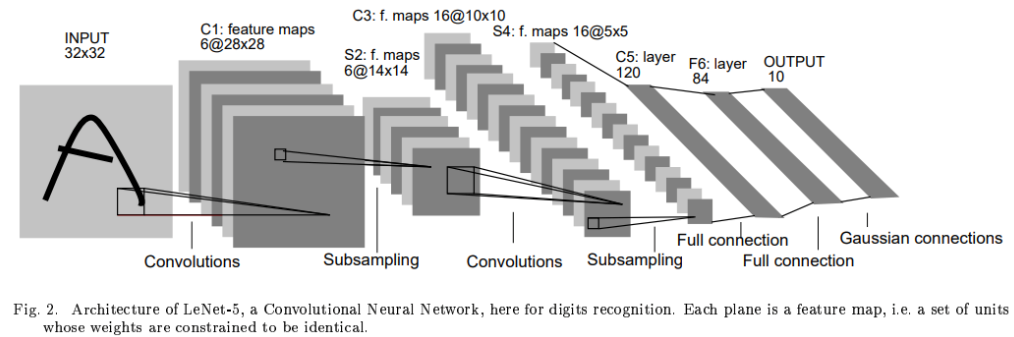 INPUT
32x32
C1: feature maps
6@28x28
S2: f. maps
6@14x14
C3: f. maps 16@10x10
S4: f. maps 16@5x5
C5: layer
120
F6: layer
84
OUTPUT
10
Convolutions
Subsampling
Convolutions
Subsampling
Full connection
Full connection
Gaussian connections
Fig. 2. Architecture of LeNet-5, a Convolutional Neural Network, here for digits recognition. Each plane is a feature map, i.e. a set of units
whose weights are constrained to be identical.